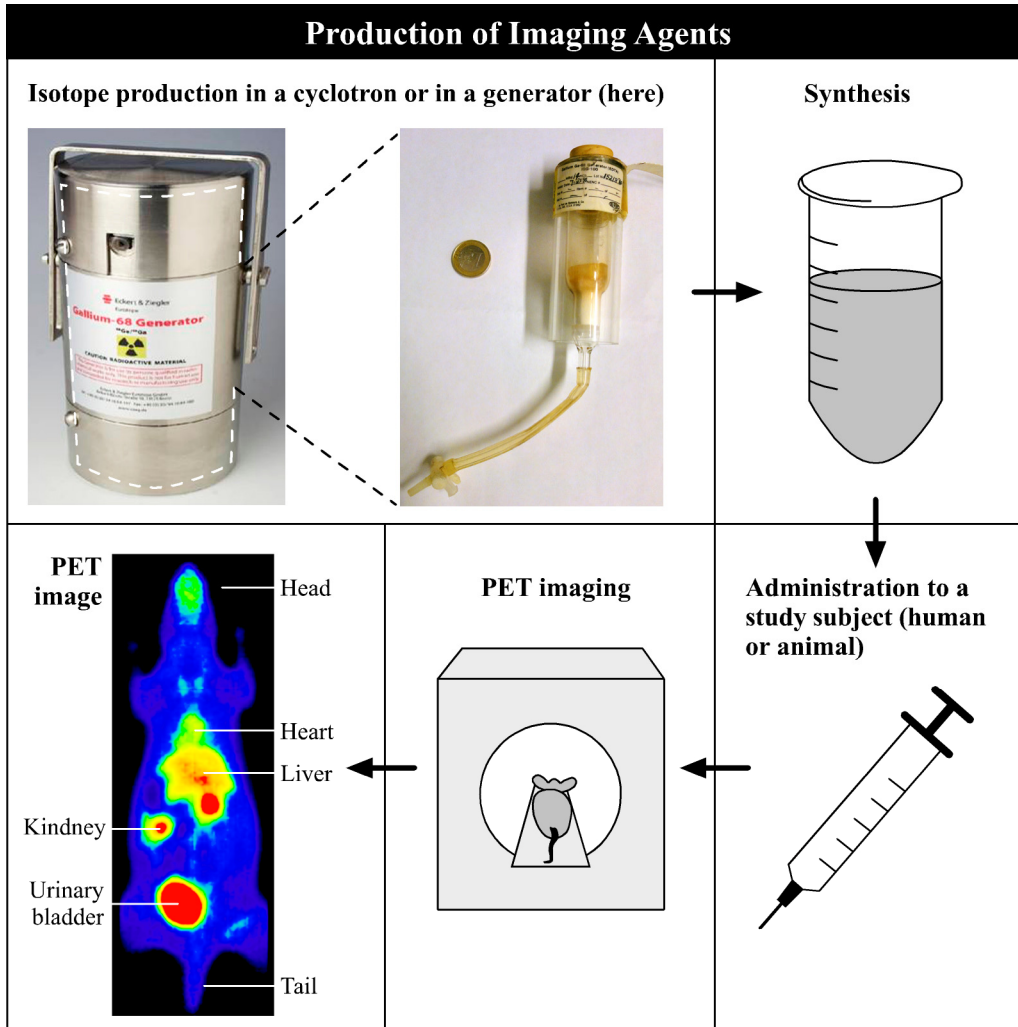 Production of Imaging Agents
Isotope production in a cyclotron or in a generator (here)
Eckert & Ziegler
Eurotope
Gallium-68 Generator
CAUTION RADIOACTIVE MATERIAL
Synthesis
Administration to a
study subject (human
or animal)
PET imaging
PET
image
Head
Heart
Liver
Kindney
Urinary
bladder
Tail